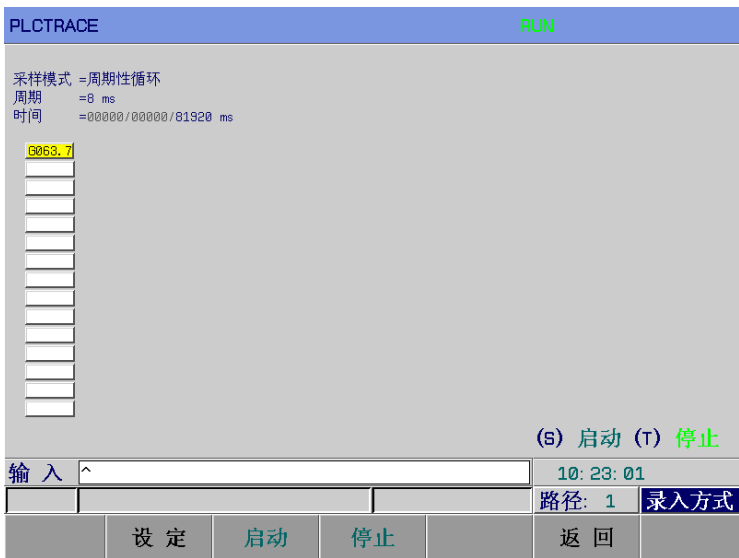 PLCTRACE RUN
采样模式 =周期性循环
周期 =8 ms
时间 =00000/00000/81920 ms
G063.7
(S) 启动 (T) 停止
输 入 ^ 10:23:01
路径: 1 录入方式
设 定 启动 停止 返 回